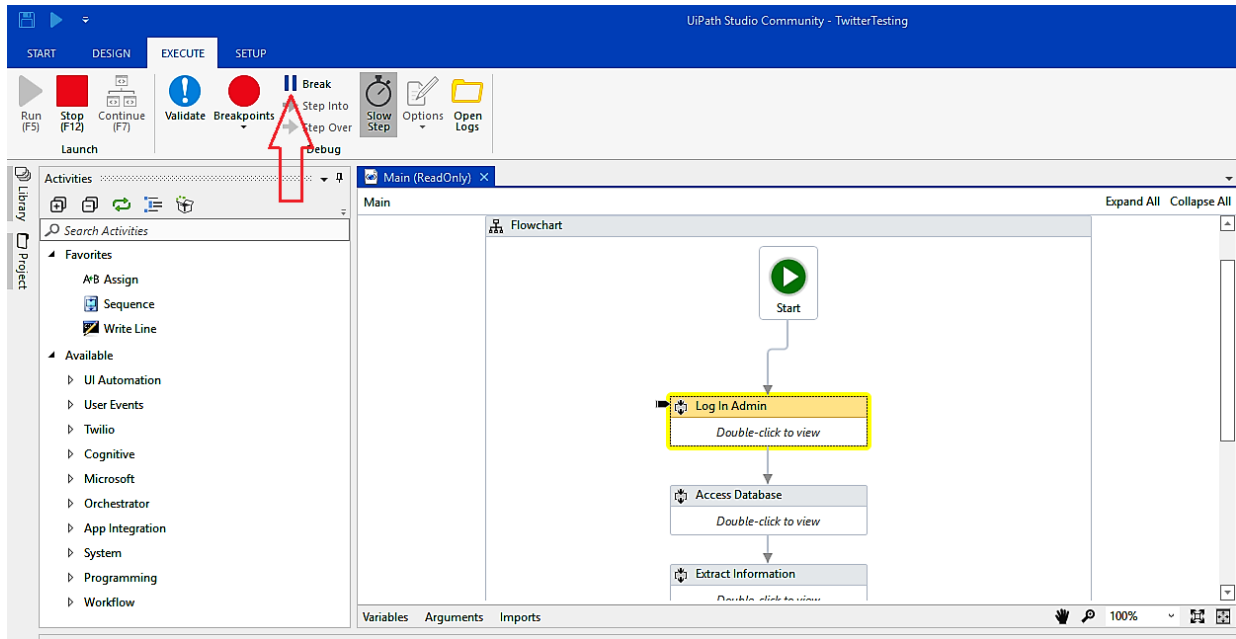 UiPath Studio Community - TwitterTesting
START DESIGN EXECUTE SETUP
Run (F5)
Stop (F12)
Continue (F7)
Launch
Validate
Breakpoints
Break
Step Into
Step Over
Debug
Slow Step
Options
Open Logs
Library
Project
Activities
Search Activities
Favorites
A+B Assign
Sequence
Write Line
Available
UI Automation
User Events
Twilio
Cognitive
Microsoft
Orchestrator
App Integration
System
Programming
Workflow
Main (ReadOnly)
Main
Expand All Collapse All
Flowchart
Start
Log In Admin
Double-click to view
Access Database
Double-click to view
Extract Information
Double-click to view
Variables Arguments Imports
100%